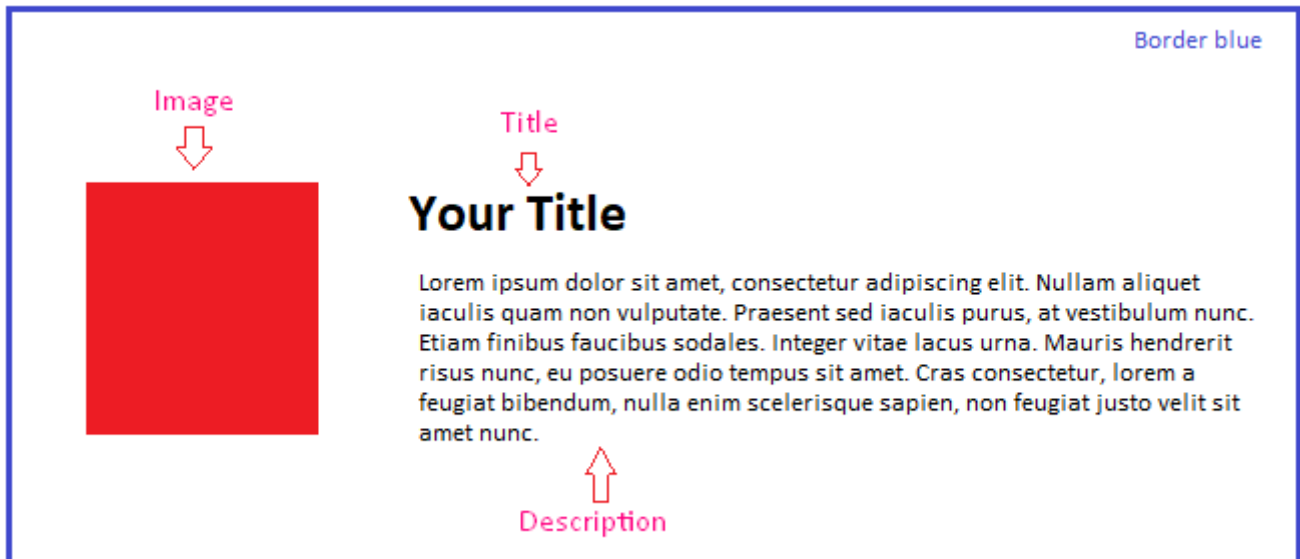 Border blue
Image
Title
Your Title
Lorem ipsum dolor sit amet, consectetur adipiscing elit. Nullam aliquet
iaculis quam non vulputate. Praesent sed iaculis purus, at vestibulum nunc.
Etiam finibus faucibus sodales. Integer vitae lacus urna. Mauris hendrerit
risus nunc, eu posuere odio tempus sit amet. Cras consectetur, lorem a
feugiat bibendum, nulla enim scelerisque sapien, non feugiat justo velit sit
amet nunc.
Description